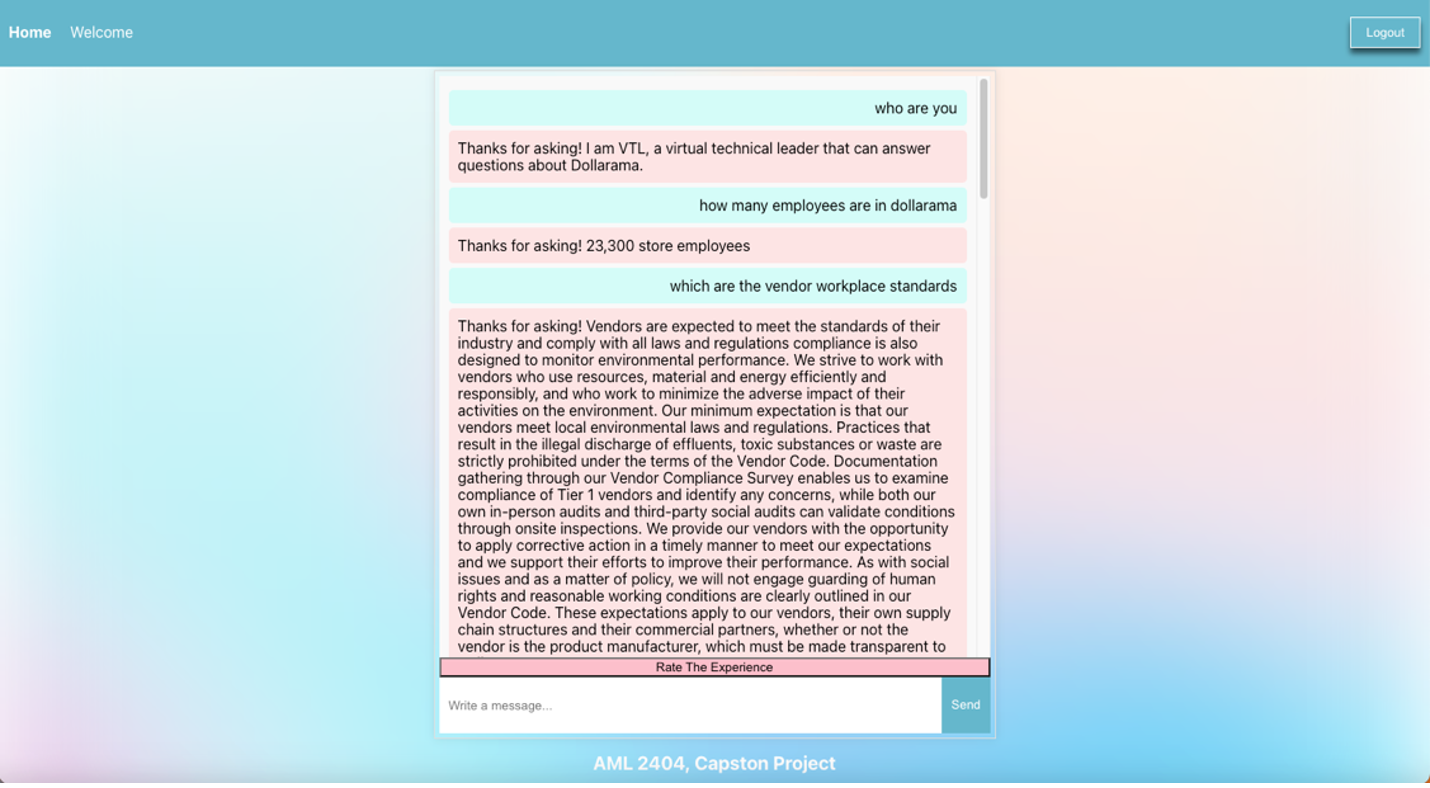 Home Welcome Logout
who are you
Thanks for asking! I am VTL, a virtual technical leader that can answer
questions about Dollarama.
how many employees are in dollarama
Thanks for asking! 23,300 store employees
which are the vendor workplace standards
Thanks for asking! Vendors are expected to meet the standards of their
industry and comply with all laws and regulations compliance is also
designed to monitor environmental performance. We strive to work with
vendors who use resources, material and energy efficiently and
responsibly, and who work to minimize the adverse impact of their
activities on the environment. Our minimum expectation is that our
vendors meet local environmental laws and regulations. Practices that
result in the illegal discharge of effluents, toxic substances or waste are
strictly prohibited under the terms of the Vendor Code. Documentation
gathering through our Vendor Compliance Survey enables us to examine
compliance of Tier 1 vendors and identify any concerns, while both our
own in-person audits and third-party social audits can validate conditions
through onsite inspections. We provide our vendors with the opportunity
to apply corrective action in a timely manner to meet our expectations
and we support their efforts to improve their performance. As with social
issues and as a matter of policy, we will not engage guarding of human
rights and reasonable working conditions are clearly outlined in our
Vendor Code. These expectations apply to our vendors, their own supply
chain structures and their commercial partners, whether or not the
vendor is the product manufacturer, which must be made transparent to
Rate The Experience
Write a message...
Send
AML 2404, Capston Project